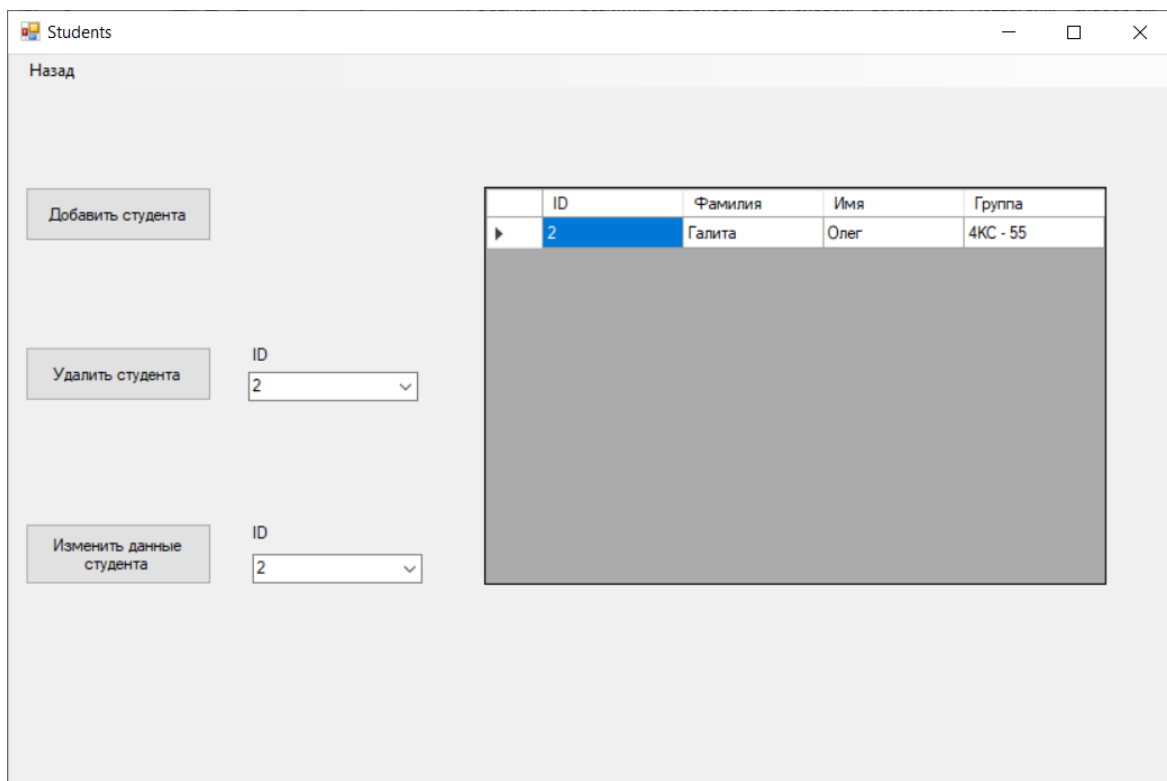 Students
Назад
Добавить студента
ID Фамилия Имя Группа
2 Галита Олег 4КС - 55
Удалить студента
ID
2
Изменить данные
студента
ID
2